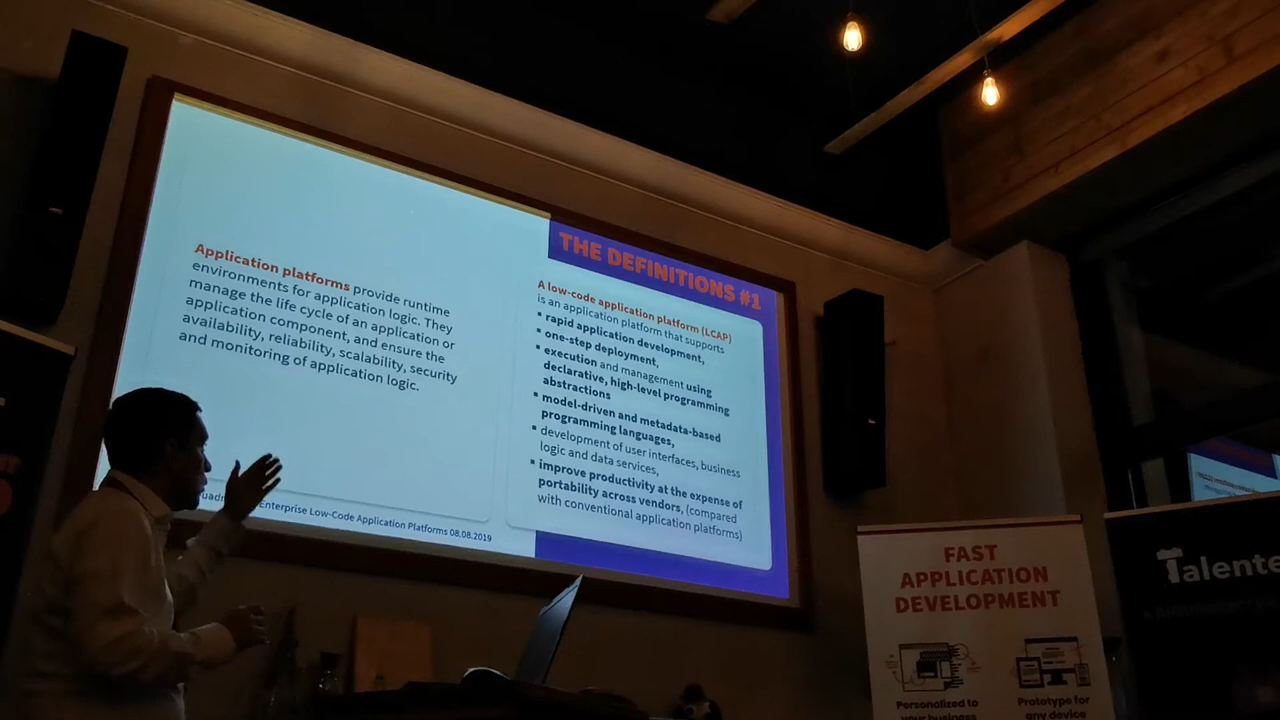 Application platforms provide runtime
environments for application logic. They
manage the life cycle of an application or
application component, and ensure the
availability, reliability, scalability, security
and monitoring of application logic.
Enterprise Low-Code Application Platforms 08.08.2019
THE DEFINITIONS #1
A low-code application platform (LCAP)
is an application platform that supports
▪ rapid application development,
▪ one-step deployment,
▪ execution and management using
declarative, high-level programming
abstractions
▪ model-driven and metadata-based
programming languages,
▪ development of user interfaces, business
logic and data services,
▪ improve productivity at the expense of
portability across vendors, (compared
with conventional application platforms)
FAST
APPLICATION
DEVELOPMENT
Personalized to
your business
Prototype for
any device
Talente